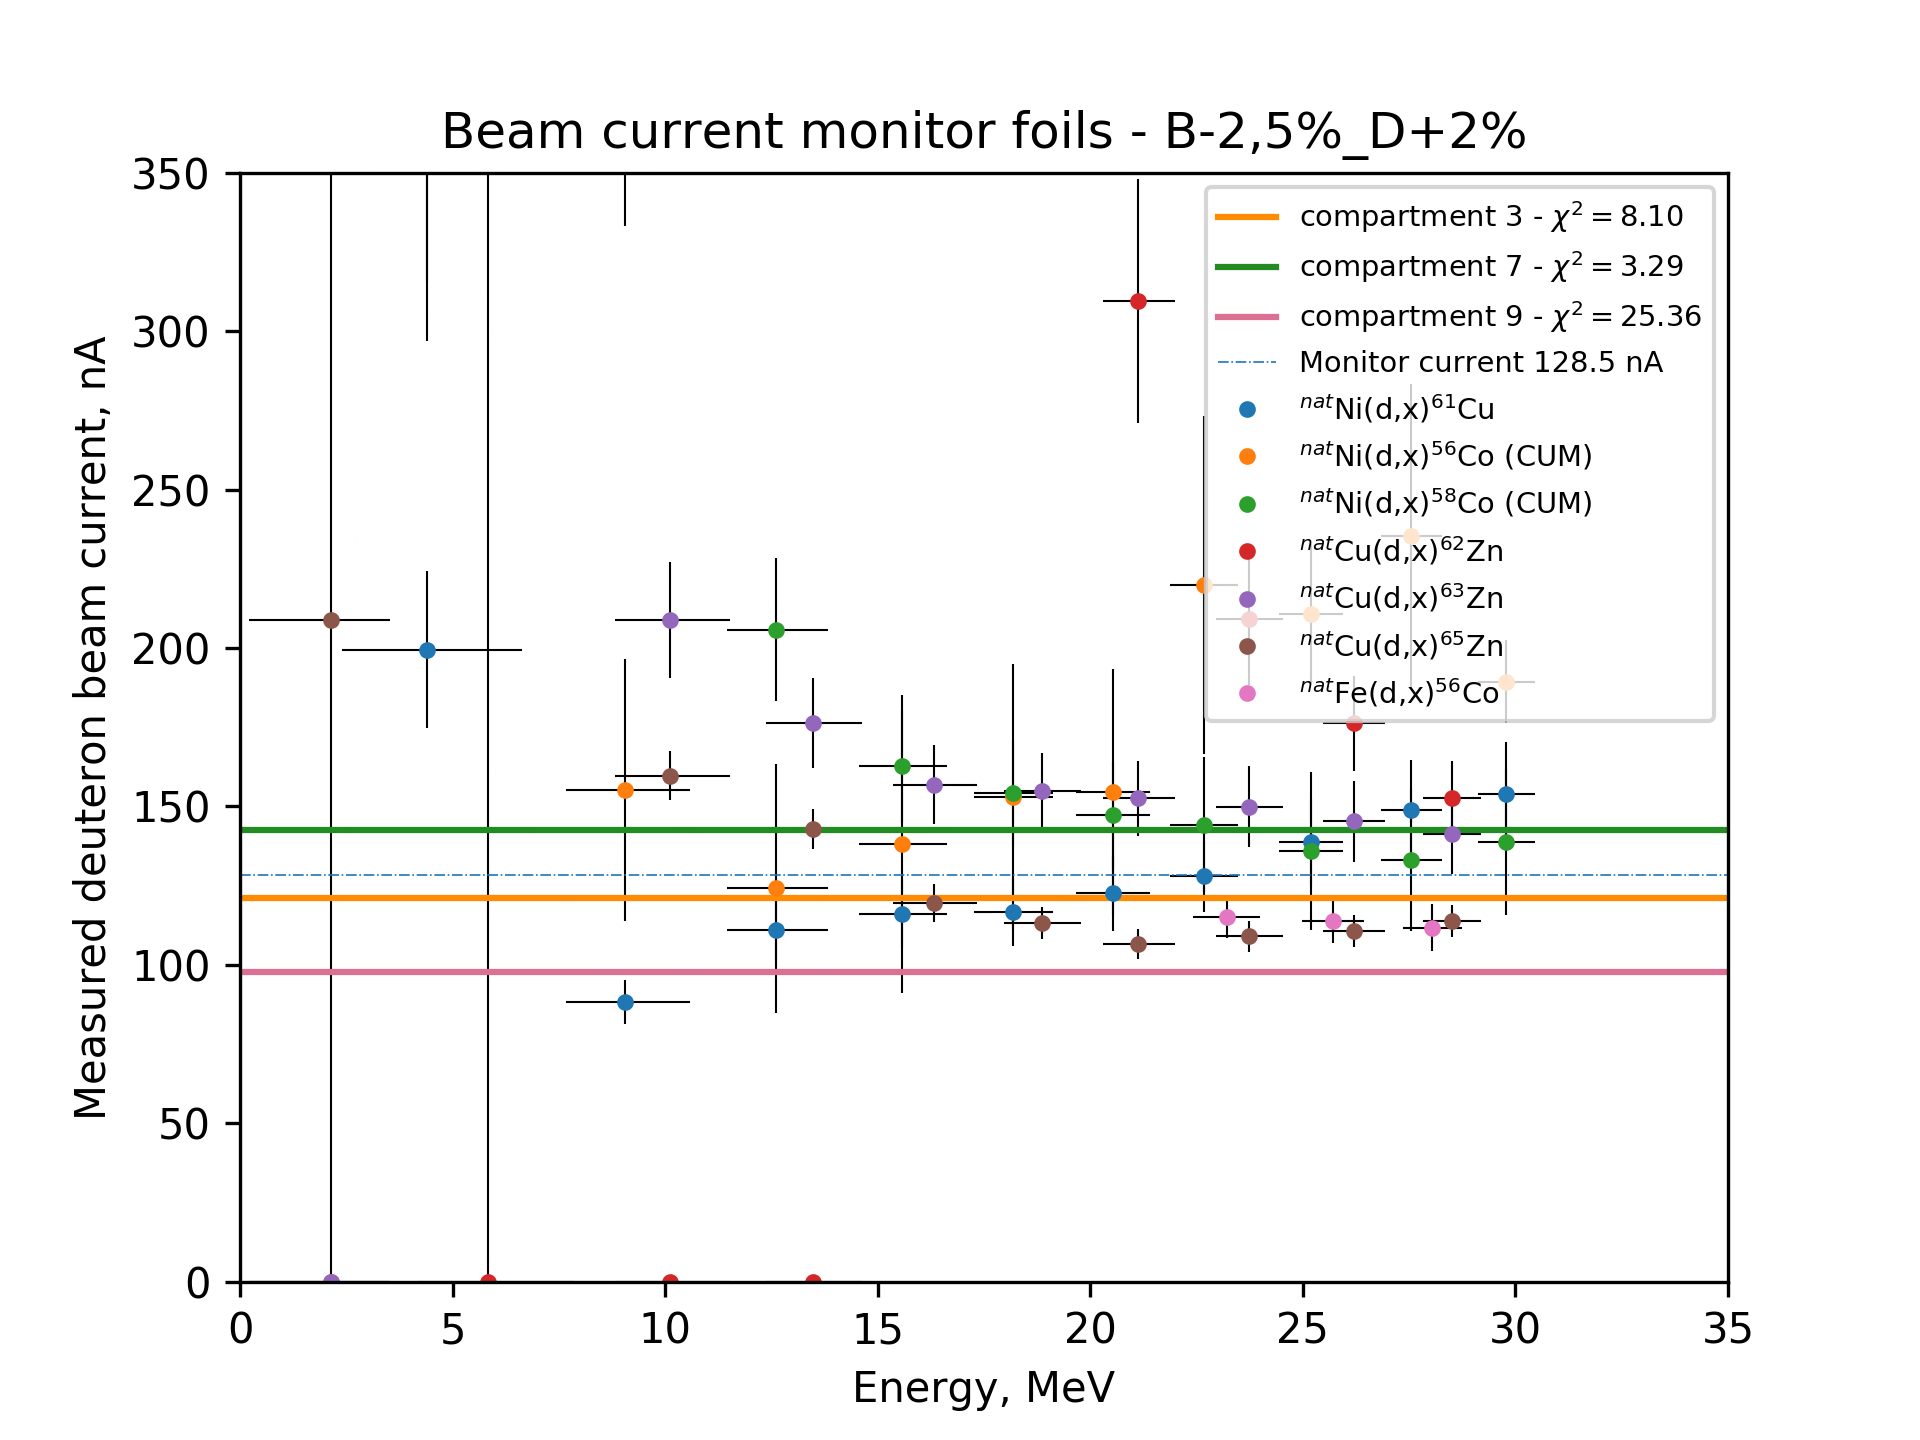 Beam current monitor foils - B-2,5%_D+2%
350
300
250
200
150
100
50
0
Measured deuteron beam current, nA
compartment 3 - χ² = 8.10
compartment 7 - χ² = 3.29
compartment 9 - χ² = 25.36
Monitor current 128.5 nA
ⁿᵃᵗNi(d,x)⁶¹Cu
ⁿᵃᵗNi(d,x)⁵⁶Co (CUM)
ⁿᵃᵗNi(d,x)⁵⁸Co (CUM)
ⁿᵃᵗCu(d,x)⁶²Zn
ⁿᵃᵗCu(d,x)⁶³Zn
ⁿᵃᵗCu(d,x)⁶⁵Zn
ⁿᵃᵗFe(d,x)⁵⁶Co
0 5 10 15 20 25 30 35
Energy, MeV